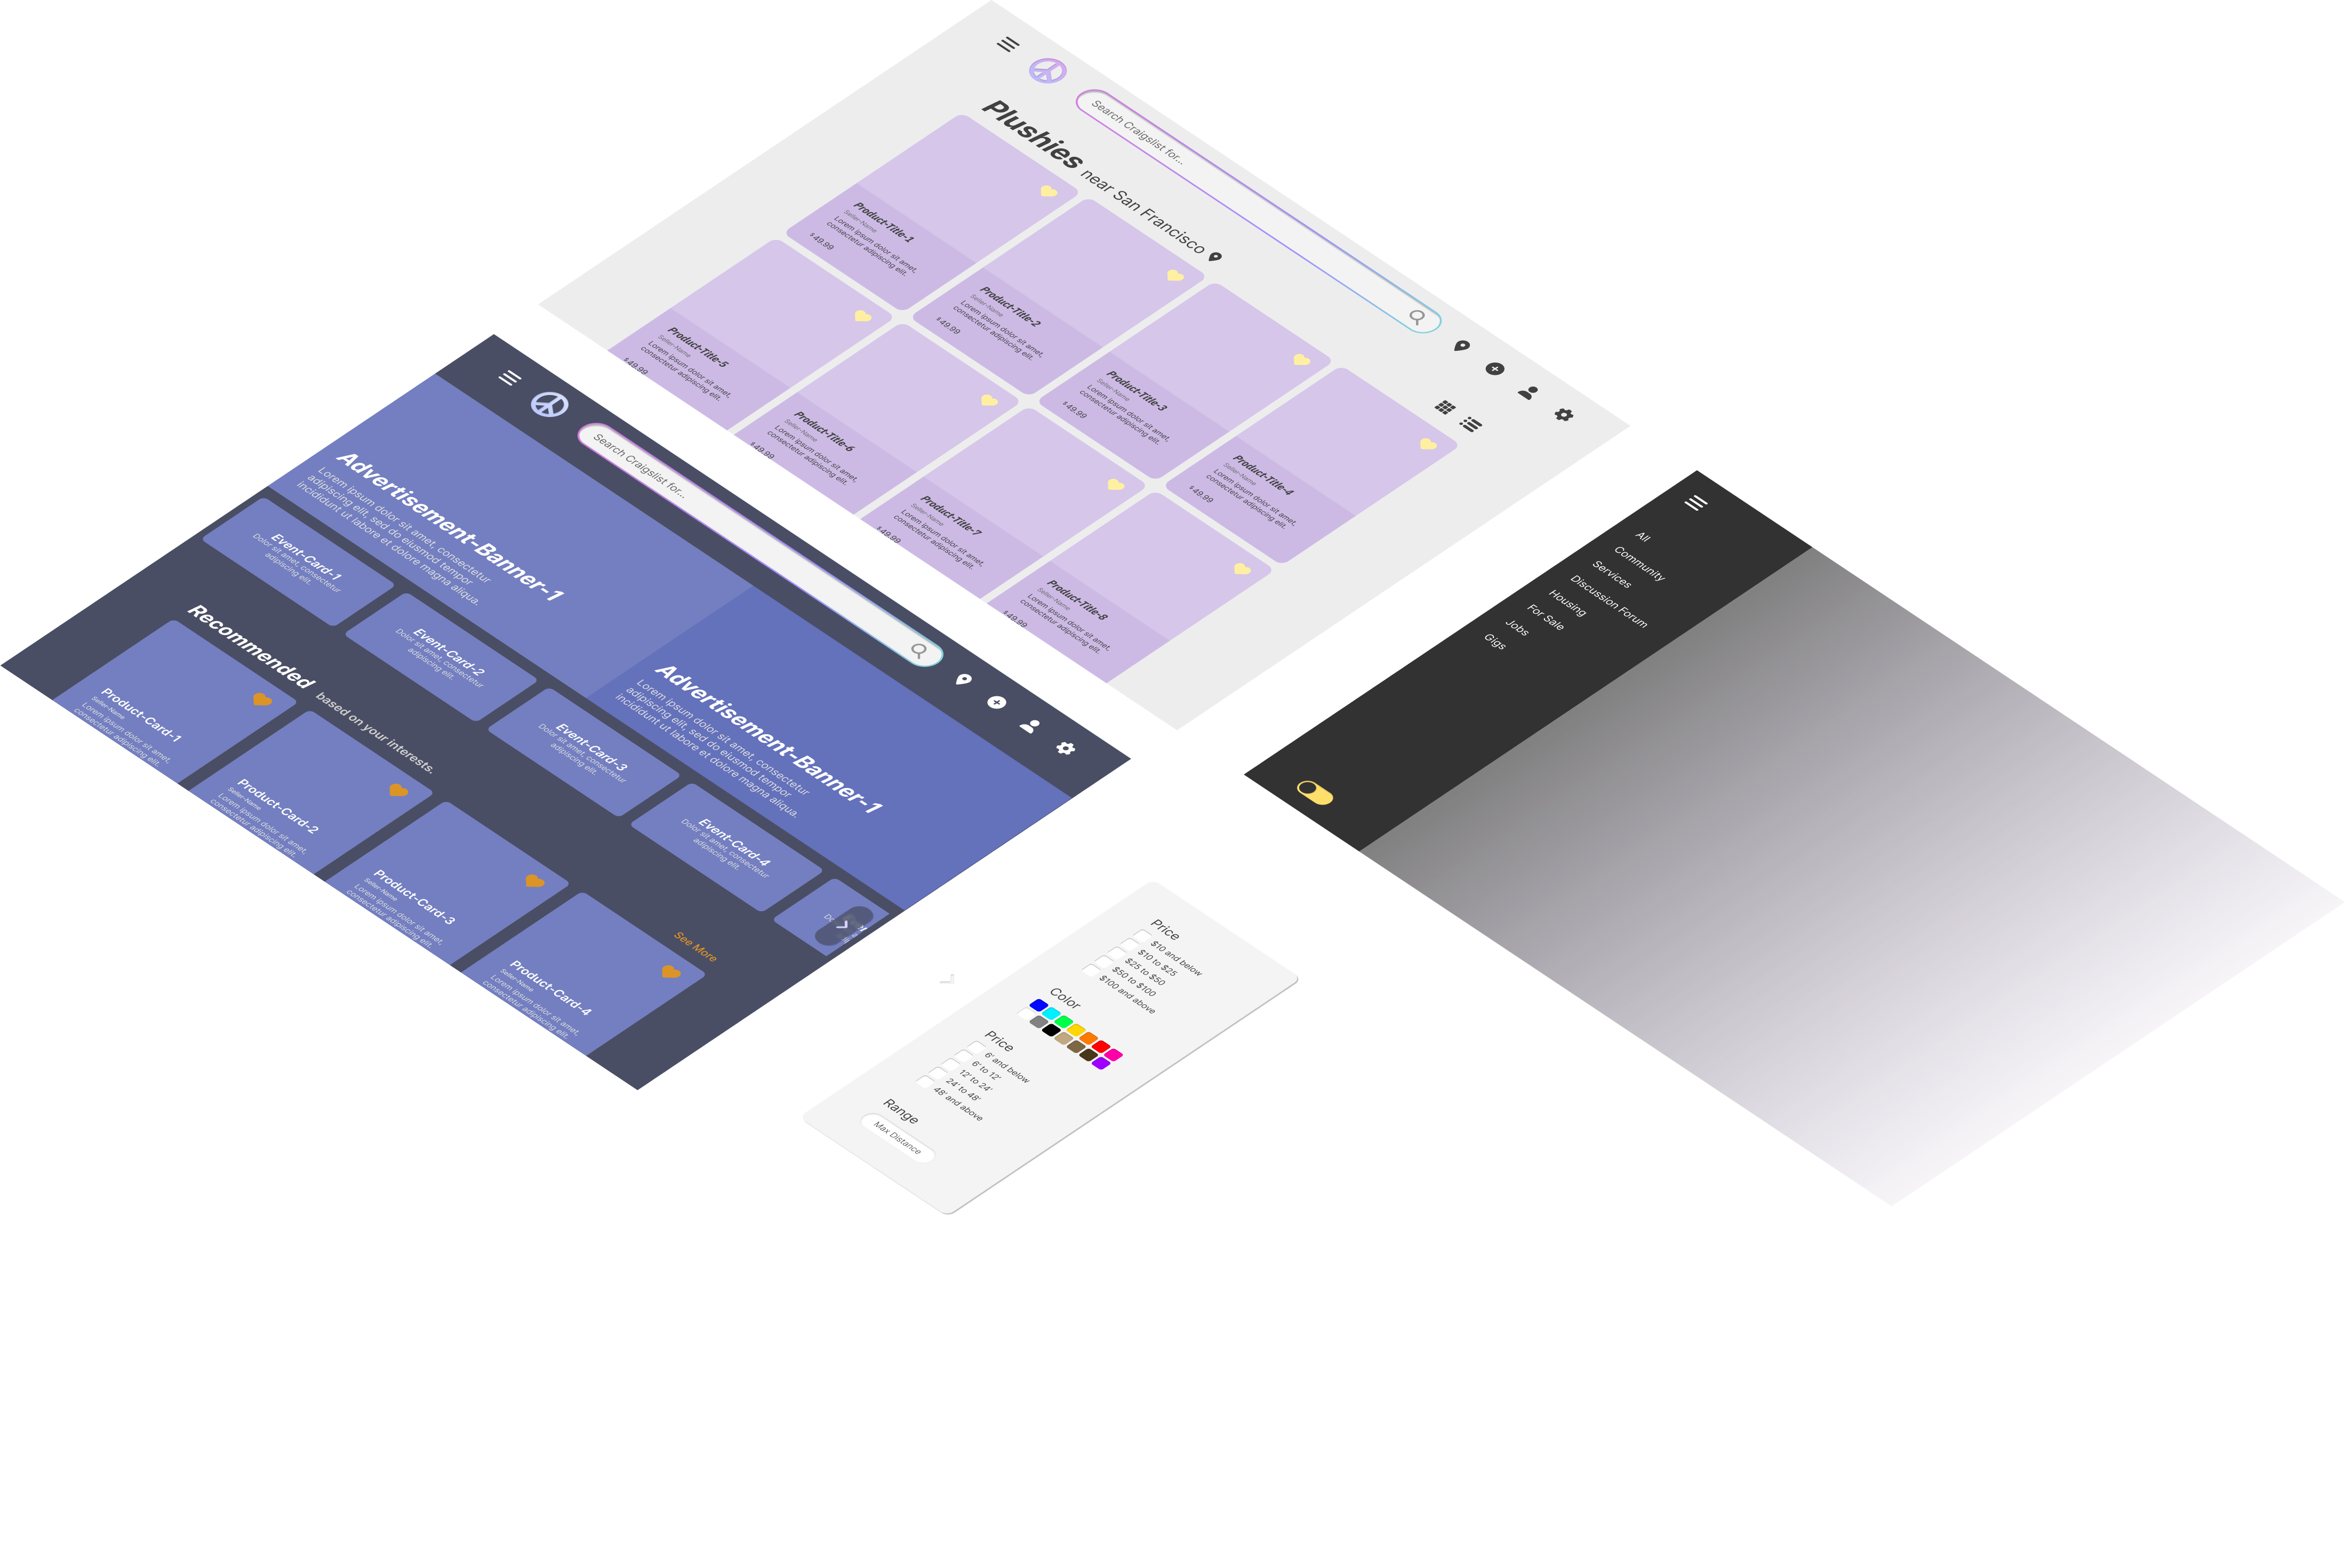 Search Craigslist for...
Plushies near San Francisco
Product-Title-1
Seller-Name
Lorem ipsum dolor sit amet,
consectetur adipiscing elit.
$49.99
Product-Title-2
Seller-Name
Lorem ipsum dolor sit amet,
consectetur adipiscing elit.
$49.99
Product-Title-3
Seller-Name
Lorem ipsum dolor sit amet,
consectetur adipiscing elit.
$49.99
Product-Title-4
Seller-Name
Lorem ipsum dolor sit amet,
consectetur adipiscing elit.
$49.99
Product-Title-5
Seller-Name
Lorem ipsum dolor sit amet,
consectetur adipiscing elit.
$49.99
Product-Title-6
Seller-Name
Lorem ipsum dolor sit amet,
consectetur adipiscing elit.
$49.99
Product-Title-7
Seller-Name
Lorem ipsum dolor sit amet,
consectetur adipiscing elit.
$49.99
Product-Title-8
Seller-Name
Lorem ipsum dolor sit amet,
consectetur adipiscing elit.
$49.99
Search Craigslist for...
Advertisement-Banner-1
Lorem ipsum dolor sit amet, consectetur
adipiscing elit, sed do eiusmod tempor
incididunt ut labore et dolore magna aliqua.
Advertisement-Banner-1
Lorem ipsum dolor sit amet, consectetur
adipiscing elit, sed do eiusmod tempor
incididunt ut labore et dolore magna aliqua.
Event-Card-1
Dolor sit amet, consectetur
adipiscing elit.
Event-Card-2
Dolor sit amet, consectetur
adipiscing elit.
Event-Card-3
Dolor sit amet, consectetur
adipiscing elit.
Event-Card-4
Dolor sit amet, consectetur
adipiscing elit.
Recommended based on your interests.
See More
Product-Card-1
Seller-Name
Lorem ipsum dolor sit amet,
consectetur adipiscing elit.
Product-Card-2
Seller-Name
Lorem ipsum dolor sit amet,
consectetur adipiscing elit.
Product-Card-3
Seller-Name
Lorem ipsum dolor sit amet,
consectetur adipiscing elit.
Product-Card-4
Seller-Name
Lorem ipsum dolor sit amet,
consectetur adipiscing elit.
All
Community
Services
Discussion Forum
Housing
For Sale
Jobs
Gigs
Price
$10 and below
$10 to $25
$25 to $50
$50 to $100
$100 and above
Color
Price
6' and below
6' to 12'
12' to 24'
24' to 48'
48' and above
Range
Max Distance